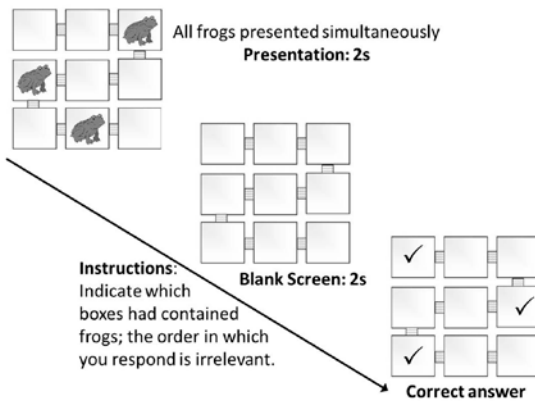 All frogs presented simultaneously
Presentation: 2s
Instructions:
Indicate which
boxes had contained
frogs; the order in which
you respond is irrelevant.
Blank Screen: 2s
Correct answer